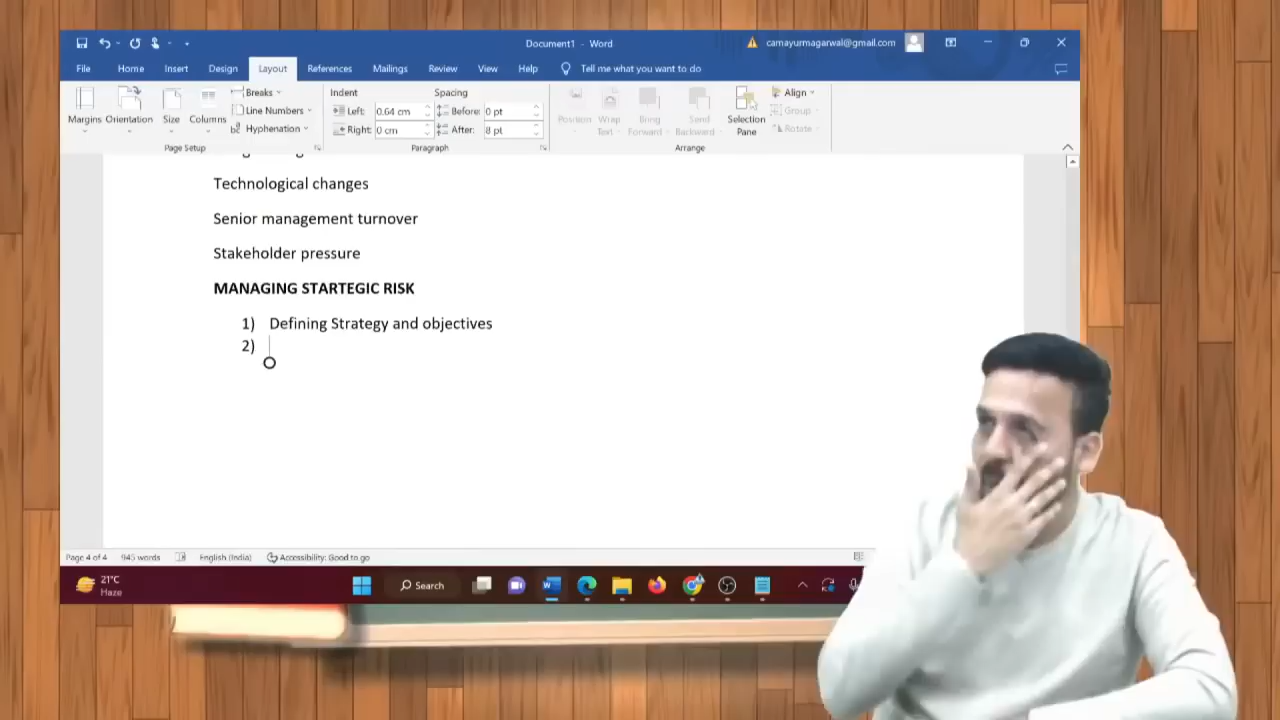 Document1 - Word
camayurmagarwal@gmail.com
File Home Insert Design Layout References Mailings Review View Help Tell me what you want to do
Margins Orientation Size Columns
Breaks
Line Numbers
Hyphenation
Page Setup
Indent Spacing
Left: 0.64 cm Before: 0 pt
Right: 0 cm After: 8 pt
Paragraph
Position Wrap Text Bring Forward Send Backward Selection Pane
Align
Group
Rotate
Arrange
Technological changes
Senior management turnover
Stakeholder pressure
MANAGING STARTEGIC RISK
1) Defining Strategy and objectives
2)
Page 4 of 4 945 words English (India) Accessibility: Good to go
21°C
Haze
Search